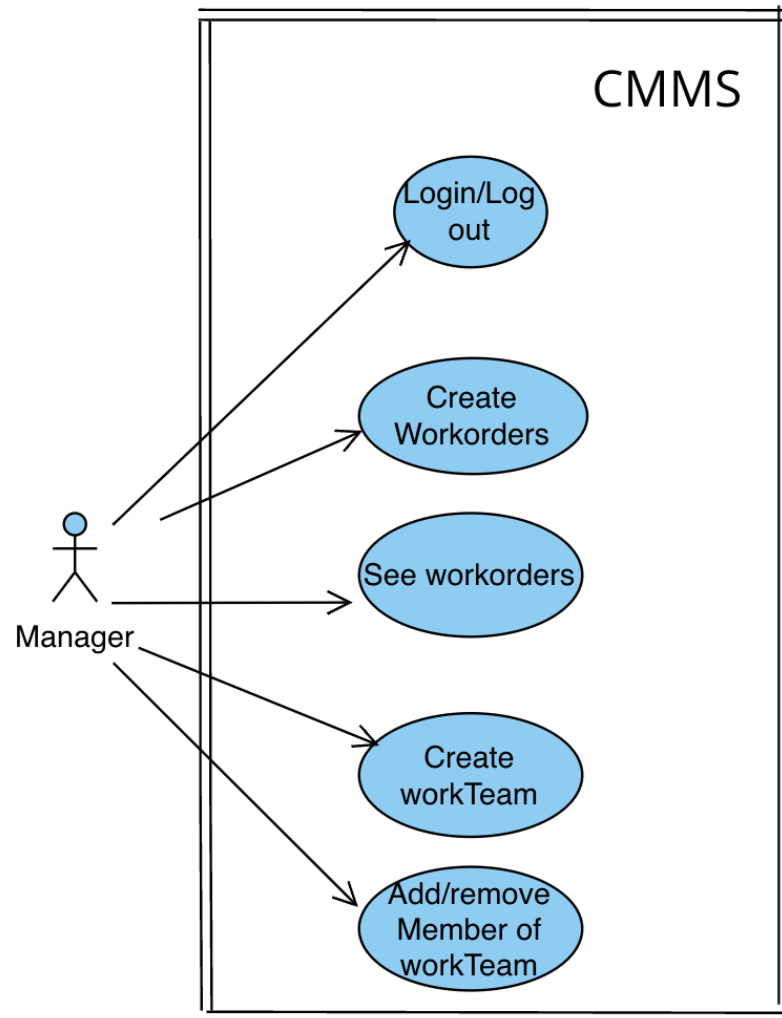 CMMS
Login/Log
out
Create
Workorders
See workorders
Manager
Create
workTeam
Add/remove
Member of
workTeam